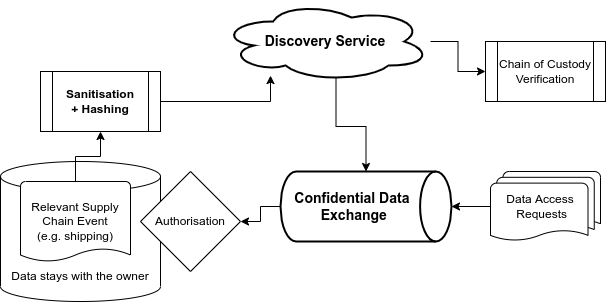 Discovery Service
Chain of Custody
Verification
Sanitisation
+ Hashing
Relevant Supply
Chain Event
(e.g. shipping)
Data stays with the owner
Authorisation
Confidential Data
Exchange
Data Access
Requests